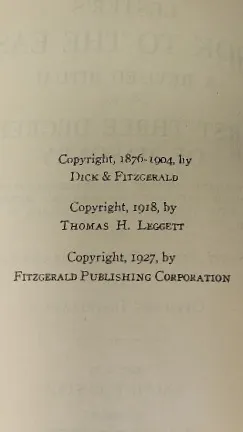 Copyright, 1876-1904, by
DICK & FITZGERALD
Copyright, 1918, by
THOMAS H. LEGGETT
Copyright, 1927, by
FITZGERALD PUBLISHING CORPORATION